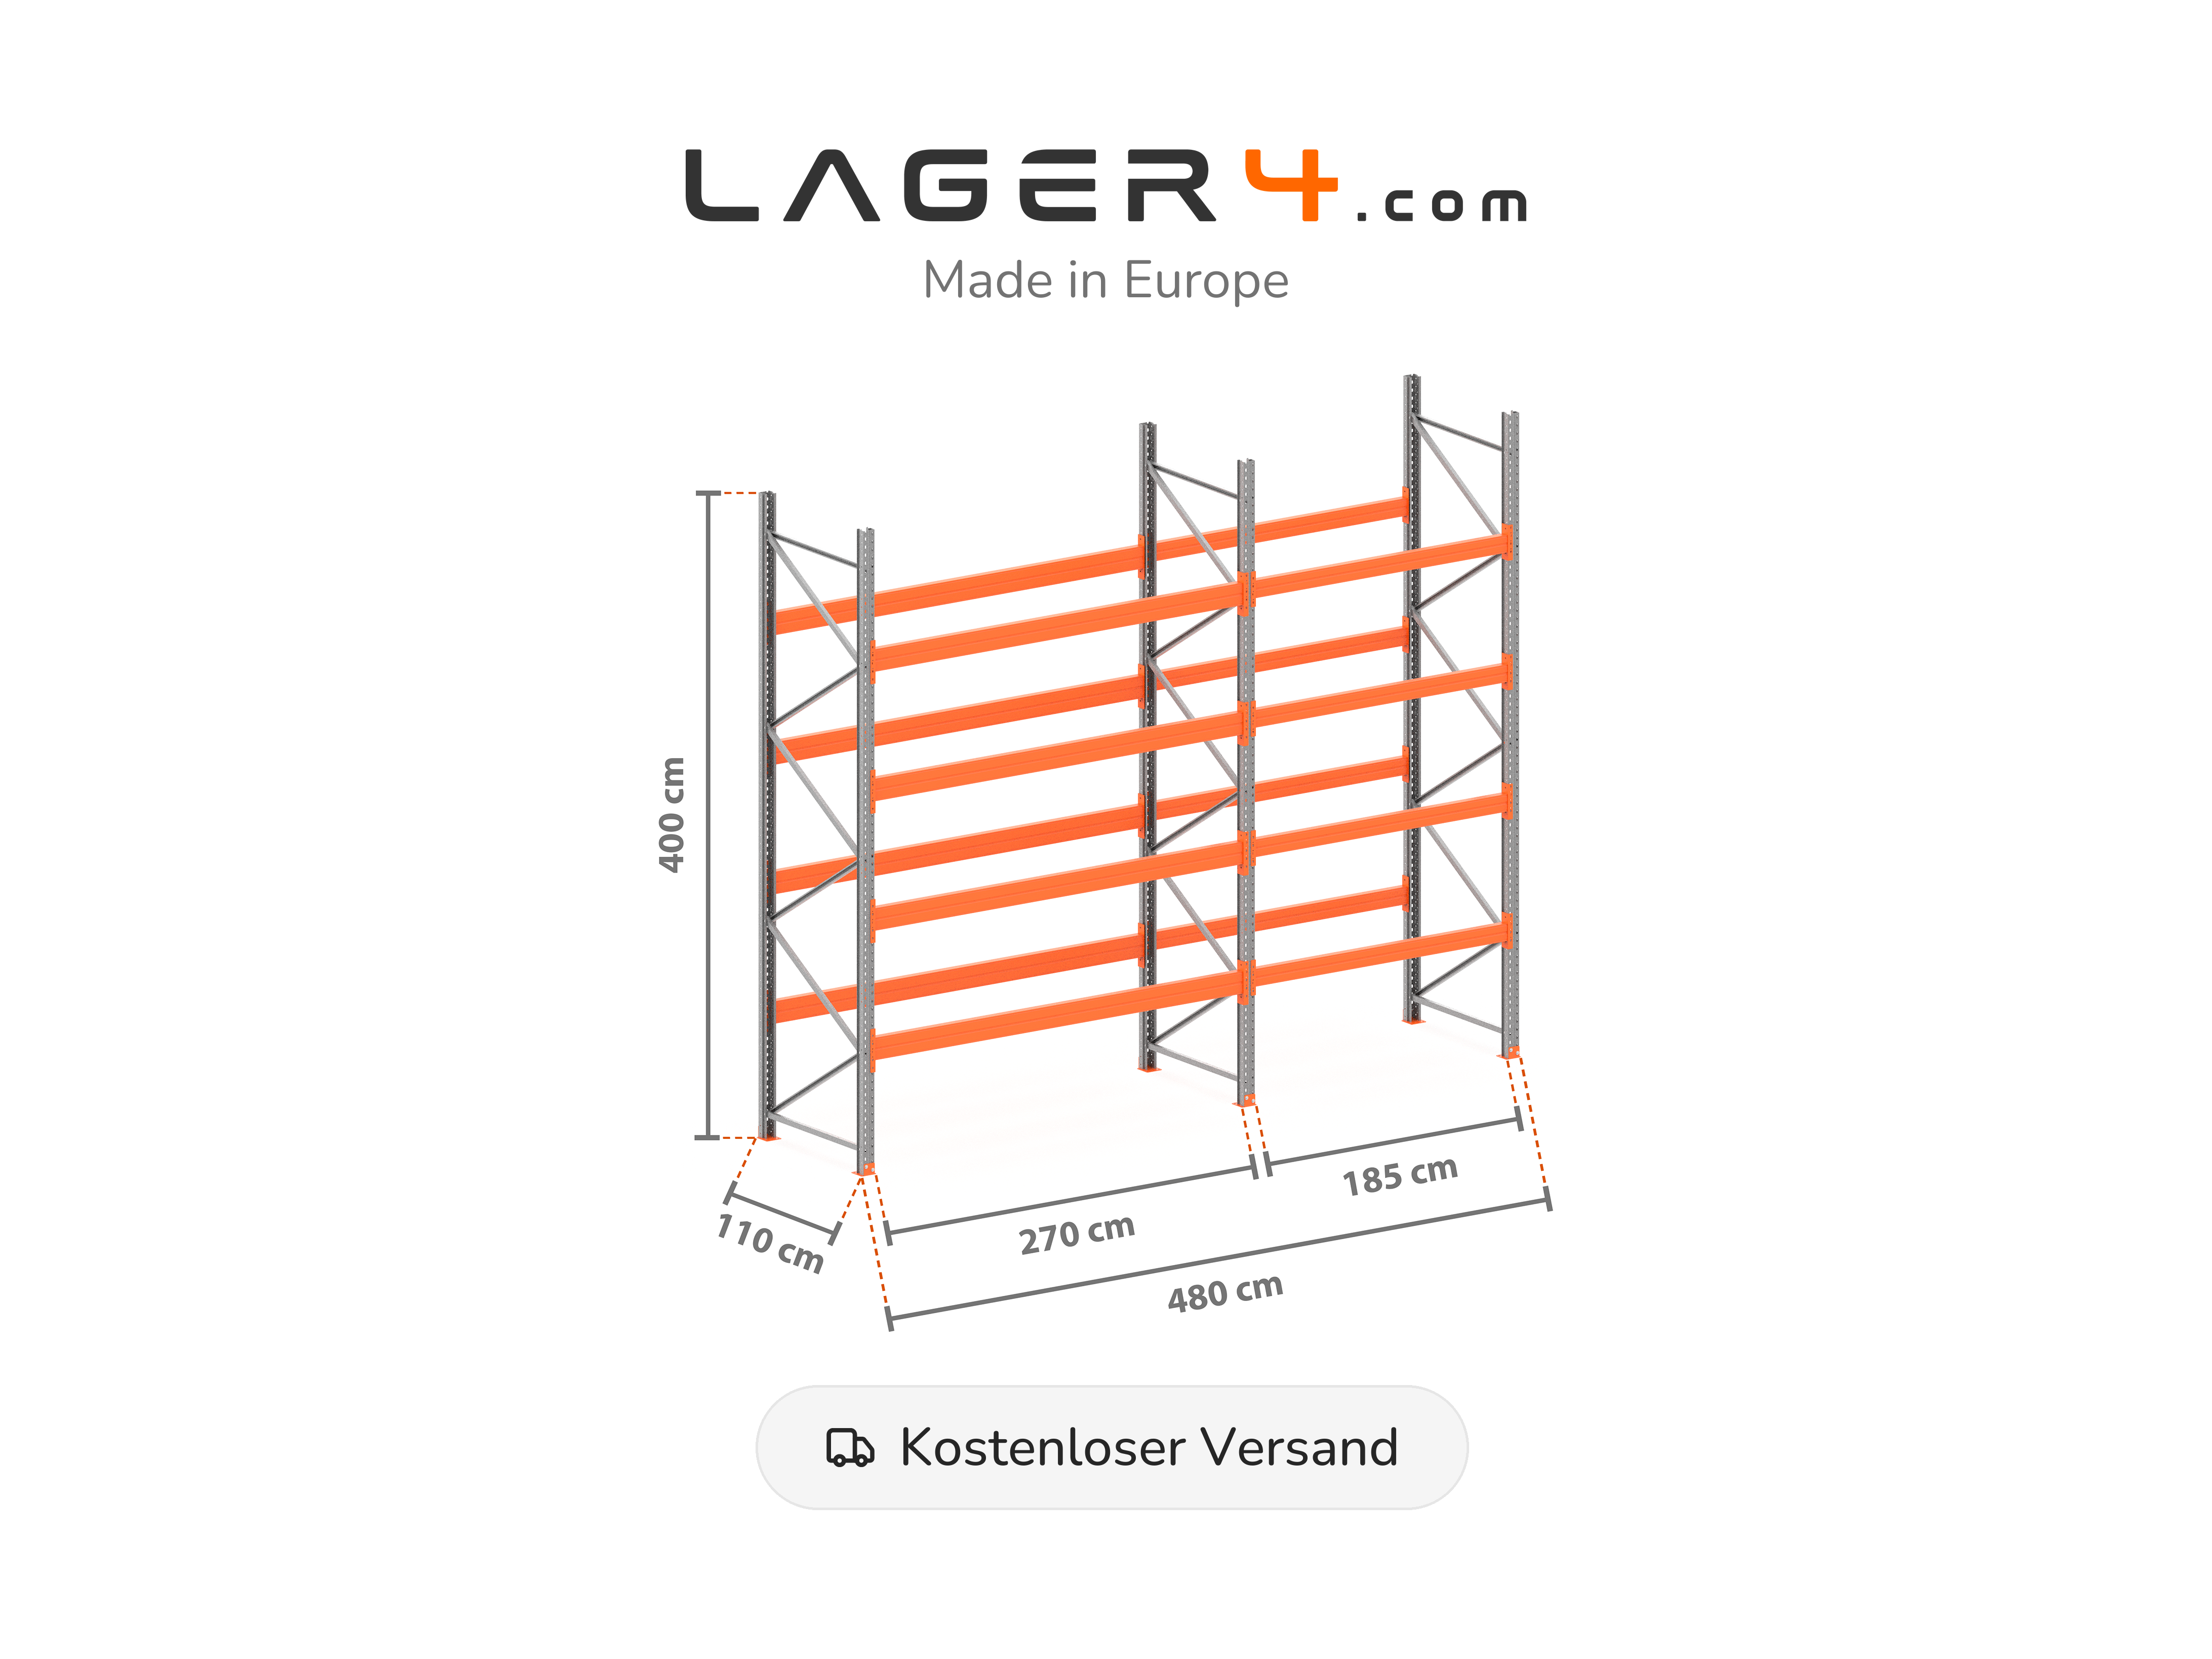 LAGER4.com
Made in Europe
400 cm
110 cm
270 cm
185 cm
480 cm
Kostenloser Versand